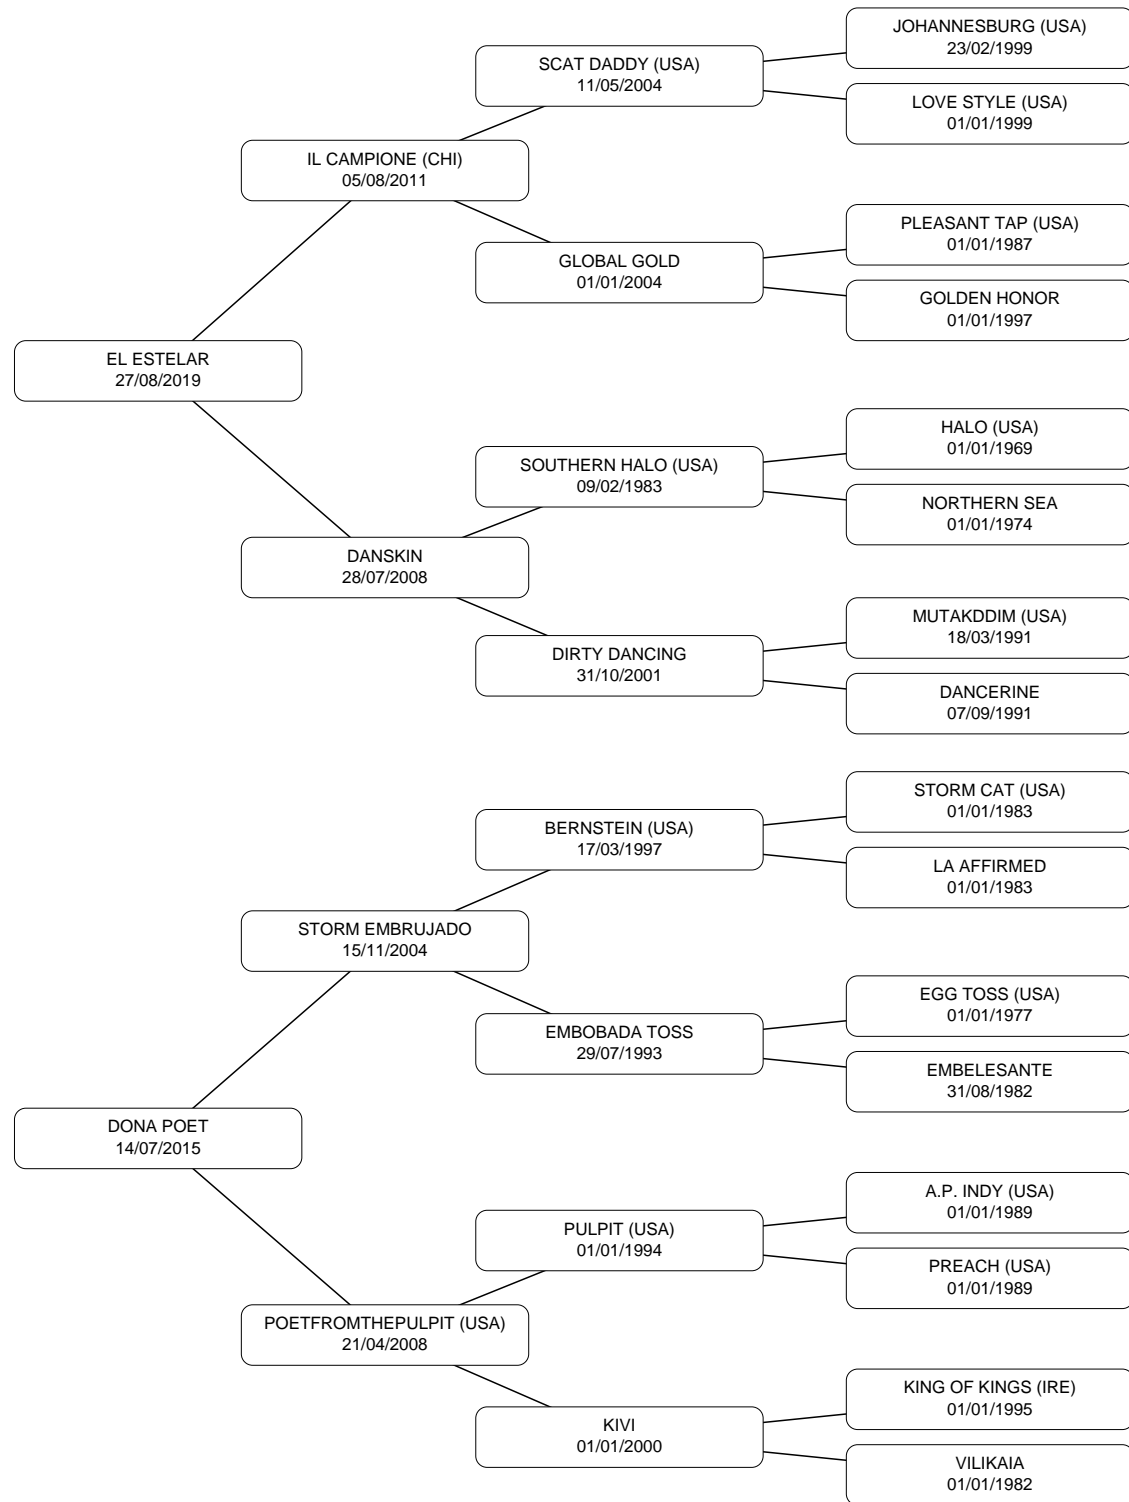 JOHANNESBURG (USA)
23/02/1999
SCAT DADDY (USA)
11/05/2004
LOVE STYLE (USA)
01/01/1999
IL CAMPIONE (CHI)
05/08/2011
PLEASANT TAP (USA)
01/01/1987
GLOBAL GOLD
01/01/2004
GOLDEN HONOR
01/01/1997
EL ESTELAR
27/08/2019
HALO (USA)
01/01/1969
SOUTHERN HALO (USA)
09/02/1983
NORTHERN SEA
01/01/1974
DANSKIN
28/07/2008
MUTAKDDIM (USA)
18/03/1991
DIRTY DANCING
31/10/2001
DANCERINE
07/09/1991
STORM CAT (USA)
01/01/1983
BERNSTEIN (USA)
17/03/1997
LA AFFIRMED
01/01/1983
STORM EMBRUJADO
15/11/2004
EGG TOSS (USA)
01/01/1977
EMBOBADA TOSS
29/07/1993
EMBELESANTE
31/08/1982
DONA POET
14/07/2015
A.P. INDY (USA)
01/01/1989
PULPIT (USA)
01/01/1994
PREACH (USA)
01/01/1989
POETFROMTHEPULPIT (USA)
21/04/2008
KING OF KINGS (IRE)
01/01/1995
KIVI
01/01/2000
VILIKAIA
01/01/1982